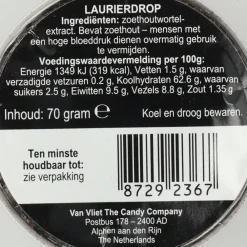 LAURIERDROP
Ingrediënten: zoethoutwortel-
extract. Bevat zoethout – mensen met
een hoge bloeddruk dienen overmatig gebruik
te vermijden.
Voedingswaardevermelding per 100g:
Energie 1349 kJ (319 kcal), Vetten 1.5 g, waarvan
verzadigde vetzuren 0.2 g, Koolhydraten 62.6 g, waarvan
suikers 2.5 g, Eiwitten 9.5 g, Vezels 8.8 g, Zout 1.35 g
Inhoud: 70 gram ℮
Koel en droog bewaren.
Ten minste
houdbaar tot:
zie verpakking
8729 2367
Van Vliet The Candy Company
Postbus 178 – 2400 AD
Alphen aan den Rijn
The Netherlands